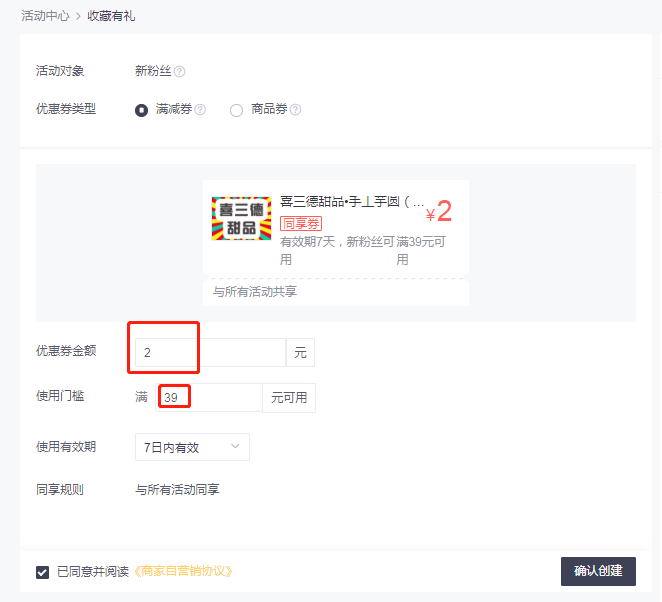 活动中心 > 收藏有礼
活动对象 新粉丝
优惠券类型 满减券 商品券
喜三德甜品•手工芋圆（...
¥2
同享券
有效期7天，新粉丝可用
满39元可用
喜三德
甜品
与所有活动共享
优惠券金额 2 元
使用门槛 满 39 元可用
使用有效期 7日内有效
同享规则 与所有活动同享
已同意并阅读《商家自营销协议》
确认创建